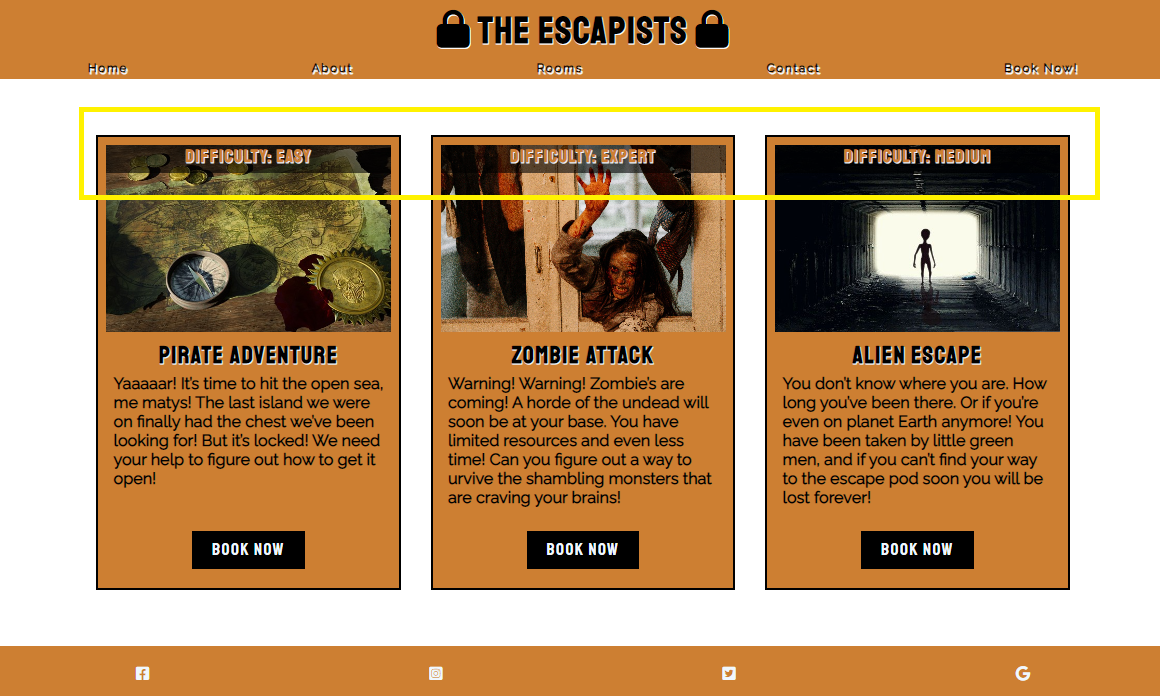 THE ESCAPISTS
Home
About
Rooms
Contact
Book Now!
DIFFICULTY: EASY
DIFFICULTY: EXPERT
DIFFICULTY: MEDIUM
PIRATE ADVENTURE
Yaaaaar! It's time to hit the open sea,
me matys! The last island we were
on finally had the chest we've been
looking for! But it's locked! We need
your help to figure out how to get it
open!
BOOK NOW
ZOMBIE ATTACK
Warning! Warning! Zombie's are
coming! A horde of the undead will
soon be at your base. You have
limited resources and even less
time! Can you figure out a way to
urvive the shambling monsters that
are craving your brains!
BOOK NOW
ALIEN ESCAPE
You don't know where you are. How
long you've been there. Or if you're
even on planet Earth anymore! You
have been taken by little green
men, and if you can't find your way
to the escape pod soon you will be
lost forever!
BOOK NOW